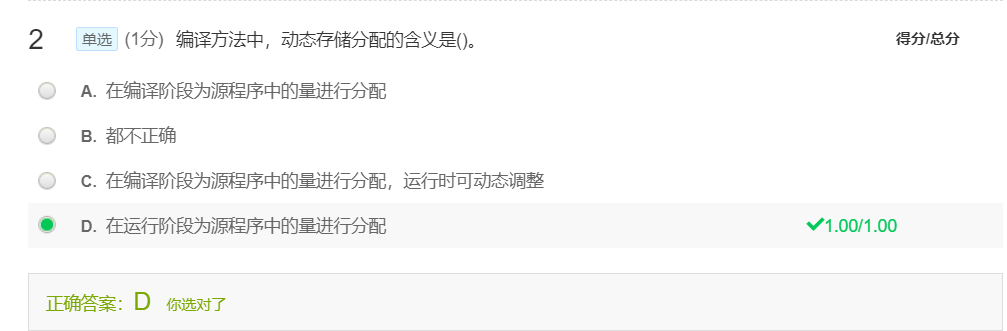 2 单选 (1分) 编译方法中，动态存储分配的含义是()。 得分/总分
A. 在编译阶段为源程序中的量进行分配
B. 都不正确
C. 在编译阶段为源程序中的量进行分配，运行时可动态调整
D. 在运行阶段为源程序中的量进行分配 1.00/1.00
正确答案：D 你选对了